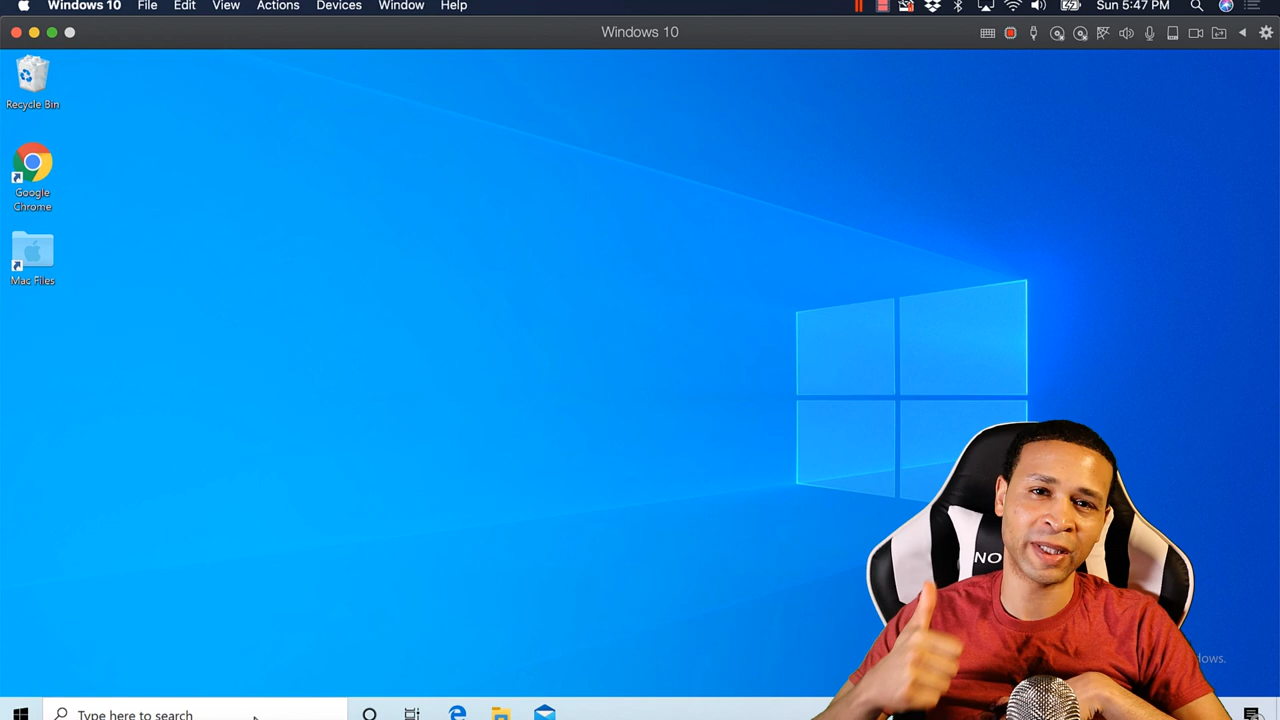 Windows 10 File Edit View Actions Devices Window Help Sun 5:47 PM
Windows 10
Recycle Bin
Google
Chrome
Mac Files
NO
dows.
Type here to search